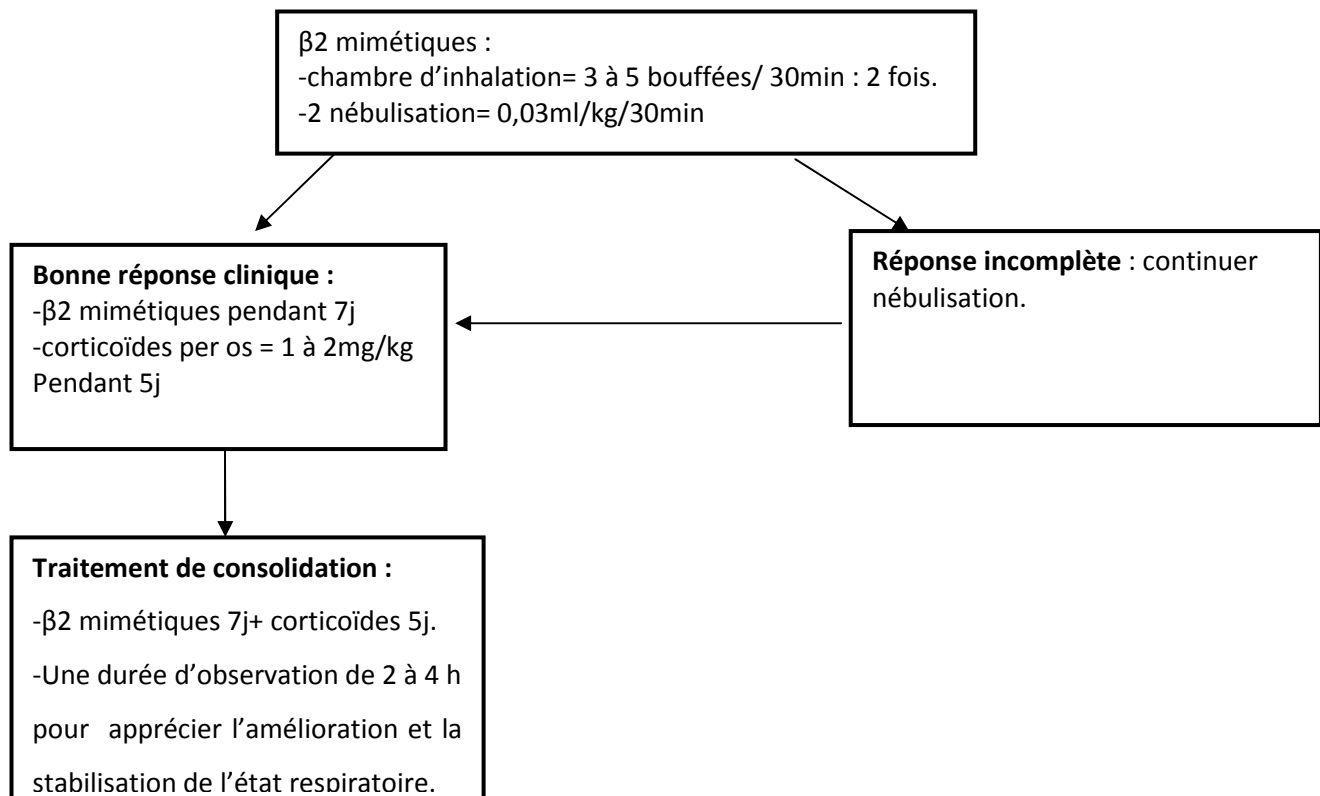 β2 mimétiques :
-chambre d’inhalation= 3 à 5 bouffées/ 30min : 2 fois.
-2 nébulisation= 0,03ml/kg/30min
Bonne réponse clinique :
-β2 mimétiques pendant 7j
-corticoïdes per os = 1 à 2mg/kg
Pendant 5j
Réponse incomplète : continuer
nébulisation.
Traitement de consolidation :
-β2 mimétiques 7j+ corticoïdes 5j.
-Une durée d’observation de 2 à 4 h
pour apprécier l’amélioration et la
stabilisation de l’état respiratoire.